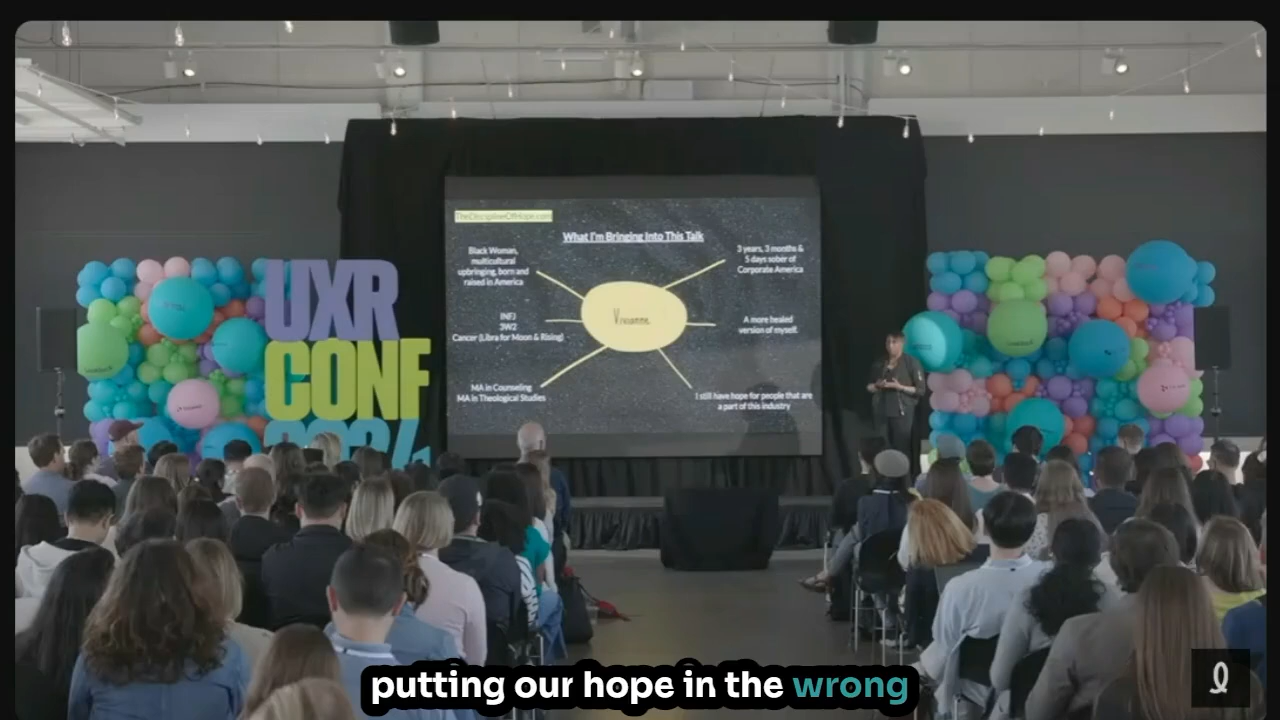 TheDisciplineOfHope.com
What I'm Bringing Into This Talk
Black Woman,
multicultural
upbringing, born and
raised in America
3 years, 3 months &
5 days sober of
Corporate America
Vivianne
INFJ
3W2
Cancer (Libra for Moon & Rising)
A more healed
version of myself.
MA in Counseling
MA in Theological Studies
I still have hope for people that are
a part of this industry
UXR
CONF
2024
putting our hope in the wrong